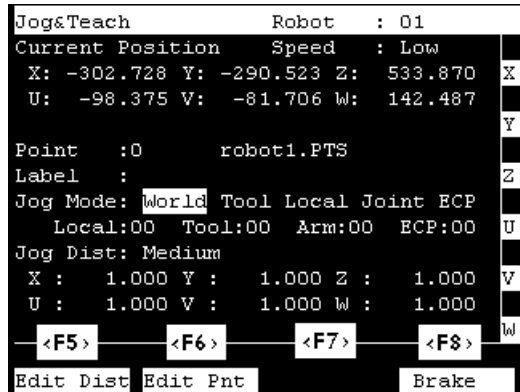 Jog&Teach Robot : 01
Current Position Speed : Low
X: -302.728 Y: -290.523 Z: 533.870 X
U: -98.375 V: -81.706 W: 142.487
Y
Point :0 robot1.PTS
Label : Z
Jog Mode: World Tool Local Joint ECP
Local:00 Tool:00 Arm:00 ECP:00 U
Jog Dist: Medium
X : 1.000 Y : 1.000 Z : 1.000 V
U : 1.000 V : 1.000 W : 1.000
W
<F5> <F6> <F7> <F8>
Edit Dist Edit Pnt Brake